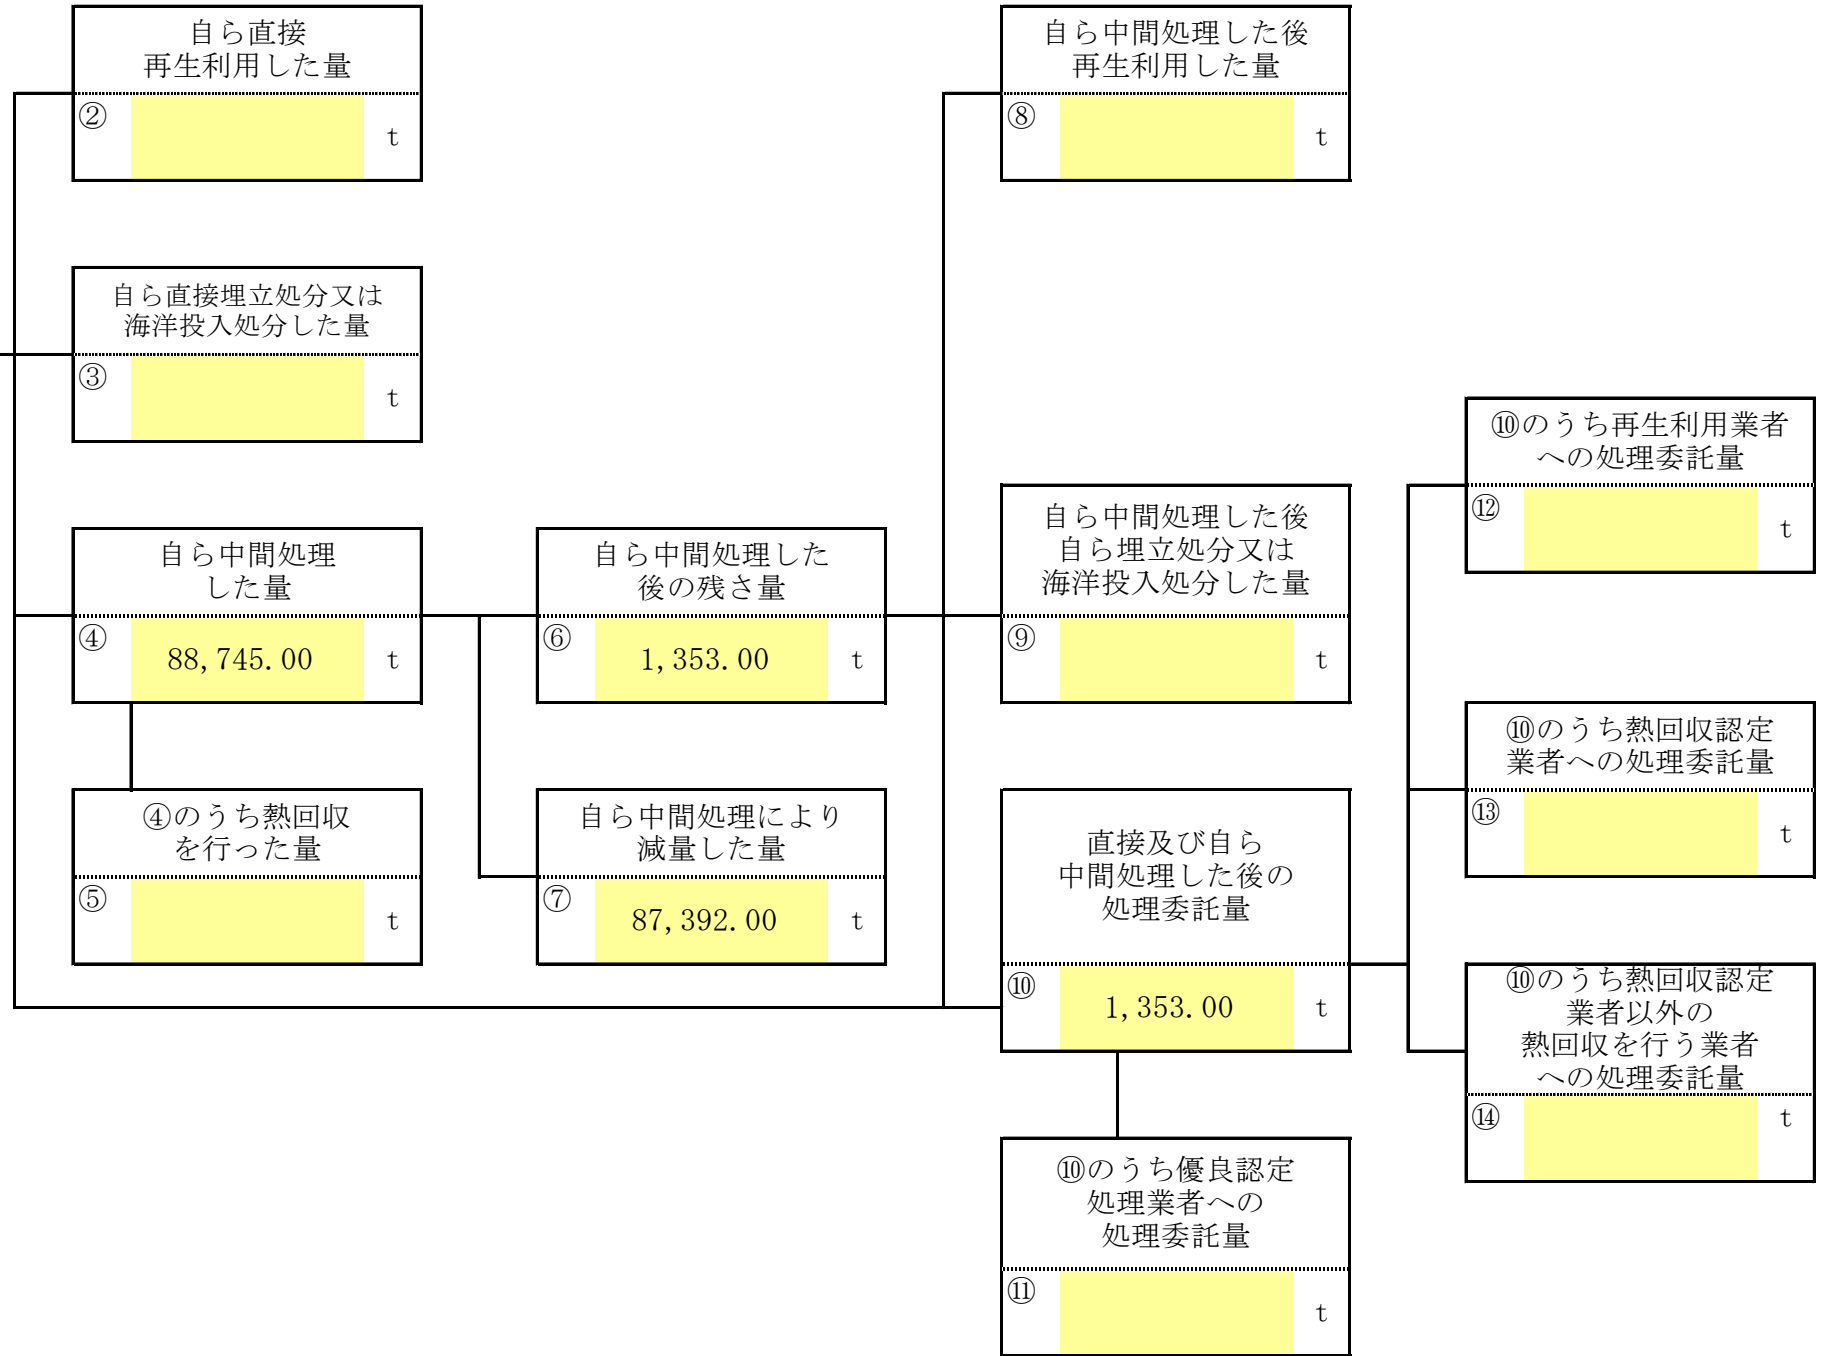 自ら直接
再生利用した量
②
t
自ら中間処理した後
再生利用した量
⑧
t
自ら直接埋立処分又は
海洋投入処分した量
③
t
自ら中間処理
した量
④
88,745.00
t
自ら中間処理した
後の残さ量
⑥
1,353.00
t
自ら中間処理した後
自ら埋立処分又は
海洋投入処分した量
⑨
t
⑩のうち再生利用業者
への処理委託量
⑫
t
④のうち熱回収
を行った量
⑤
t
自ら中間処理により
減量した量
⑦
87,392.00
t
直接及び自ら
中間処理した後の
処理委託量
⑩
1,353.00
t
⑩のうち熱回収認定
業者への処理委託量
⑬
t
⑩のうち熱回収認定
業者以外の
熱回収を行う業者
への処理委託量
⑭
t
⑩のうち優良認定
処理業者への
処理委託量
⑪
t